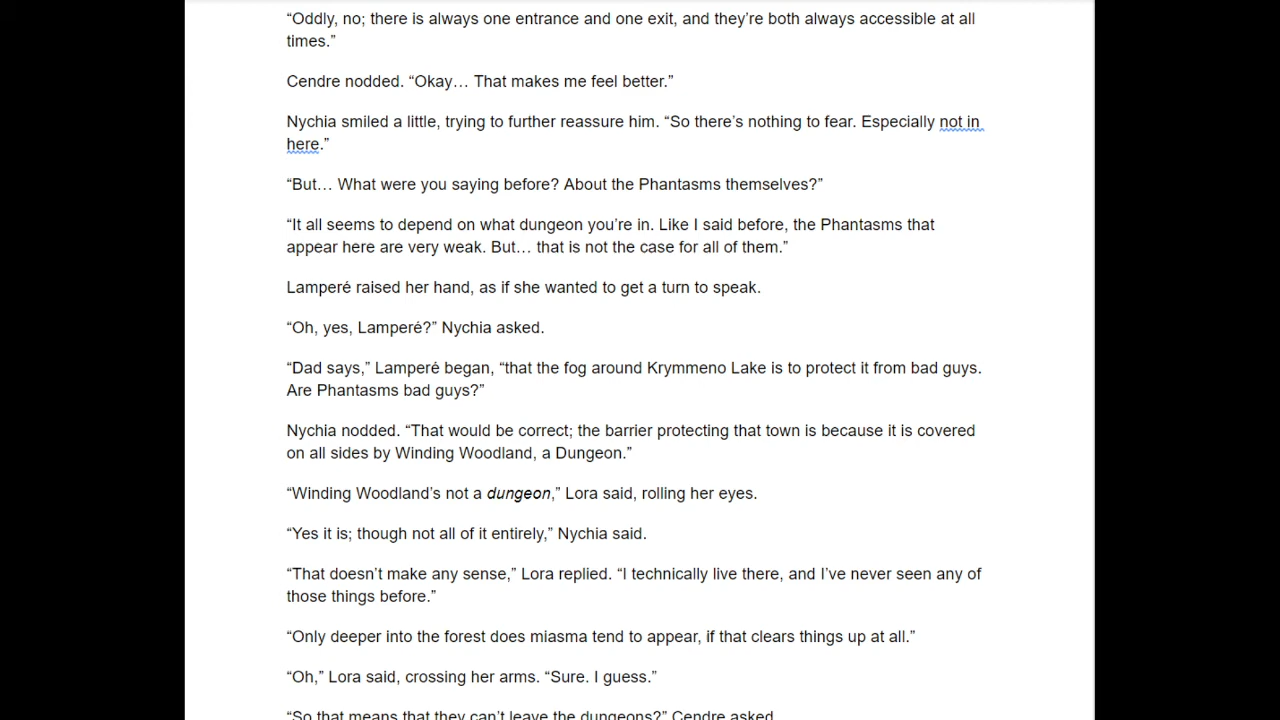 “Oddly, no; there is always one entrance and one exit, and they’re both always accessible at all
times.”
Cendre nodded. “Okay… That makes me feel better.”
Nychia smiled a little, trying to further reassure him. “So there’s nothing to fear. Especially not in
here.”
“But… What were you saying before? About the Phantasms themselves?”
“It all seems to depend on what dungeon you’re in. Like I said before, the Phantasms that
appear here are very weak. But… that is not the case for all of them.”
Lamperé raised her hand, as if she wanted to get a turn to speak.
“Oh, yes, Lamperé?” Nychia asked.
“Dad says,” Lamperé began, “that the fog around Krymmeno Lake is to protect it from bad guys.
Are Phantasms bad guys?”
Nychia nodded. “That would be correct; the barrier protecting that town is because it is covered
on all sides by Winding Woodland, a Dungeon.”
“Winding Woodland’s not a dungeon,” Lora said, rolling her eyes.
“Yes it is; though not all of it entirely,” Nychia said.
“That doesn’t make any sense,” Lora replied. “I technically live there, and I’ve never seen any of
those things before.”
“Only deeper into the forest does miasma tend to appear, if that clears things up at all.”
“Oh,” Lora said, crossing her arms. “Sure. I guess.”
“So that means that they can’t leave the dungeons?” Cendre asked.